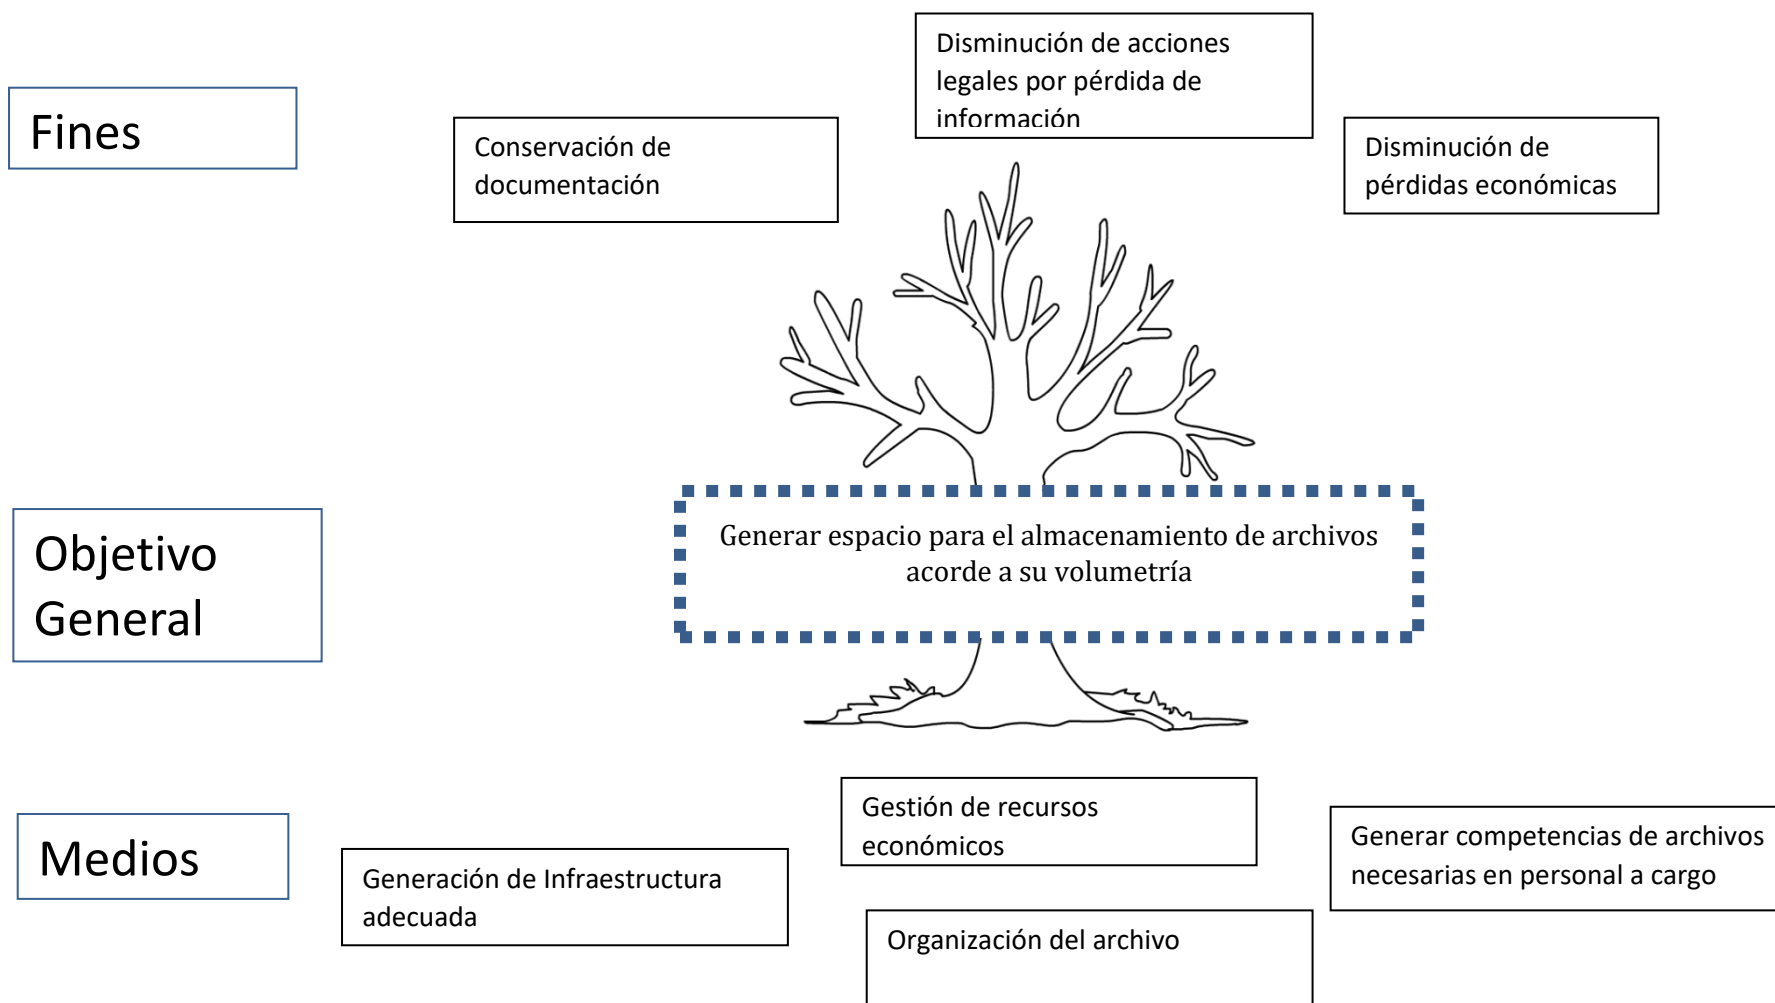 Fines
Disminución de acciones
legales por pérdida de
información
Conservación de
documentación
Disminución de
pérdidas económicas
Objetivo
General
Generar espacio para el almacenamiento de archivos
acorde a su volumetría
Medios
Generación de Infraestructura
adecuada
Gestión de recursos
económicos
Generar competencias de archivos
necesarias en personal a cargo
Organización del archivo